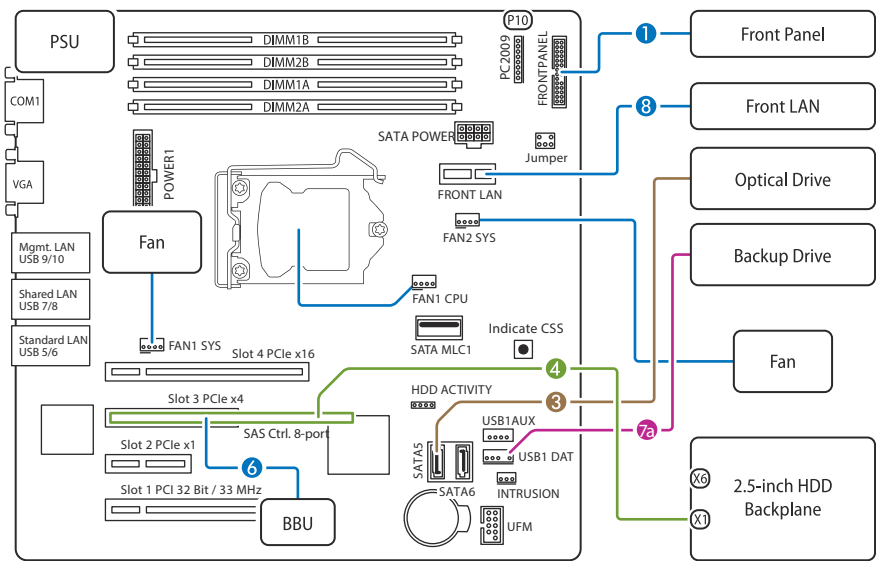 PSU
P10
DIMM1B
DIMM2B
DIMM1A
DIMM2A
PC2009
FRONTPANEL
1
Front Panel
COM1
8
Front LAN
SATA POWER
Jumper
VGA
POWER1
FRONT LAN
Optical Drive
FAN2 SYS
Fan
Mgmt. LAN
USB 9/10
Backup Drive
Shared LAN
USB 7/8
FAN1 CPU
Standard LAN
USB 5/6
FAN1 SYS
SATA MLC1
Indicate CSS
Slot 4 PCIe x16
4
Fan
Slot 3 PCIe x4
HDD ACTIVITY
3
SAS Ctrl. 8-port
USB1AUX
7a
Slot 2 PCIe x1
SATA5
USB1 DAT
6
X6
2.5-inch HDD
Backplane
Slot 1 PCI 32 Bit / 33 MHz
SATA6
INTRUSION
X1
BBU
UFM